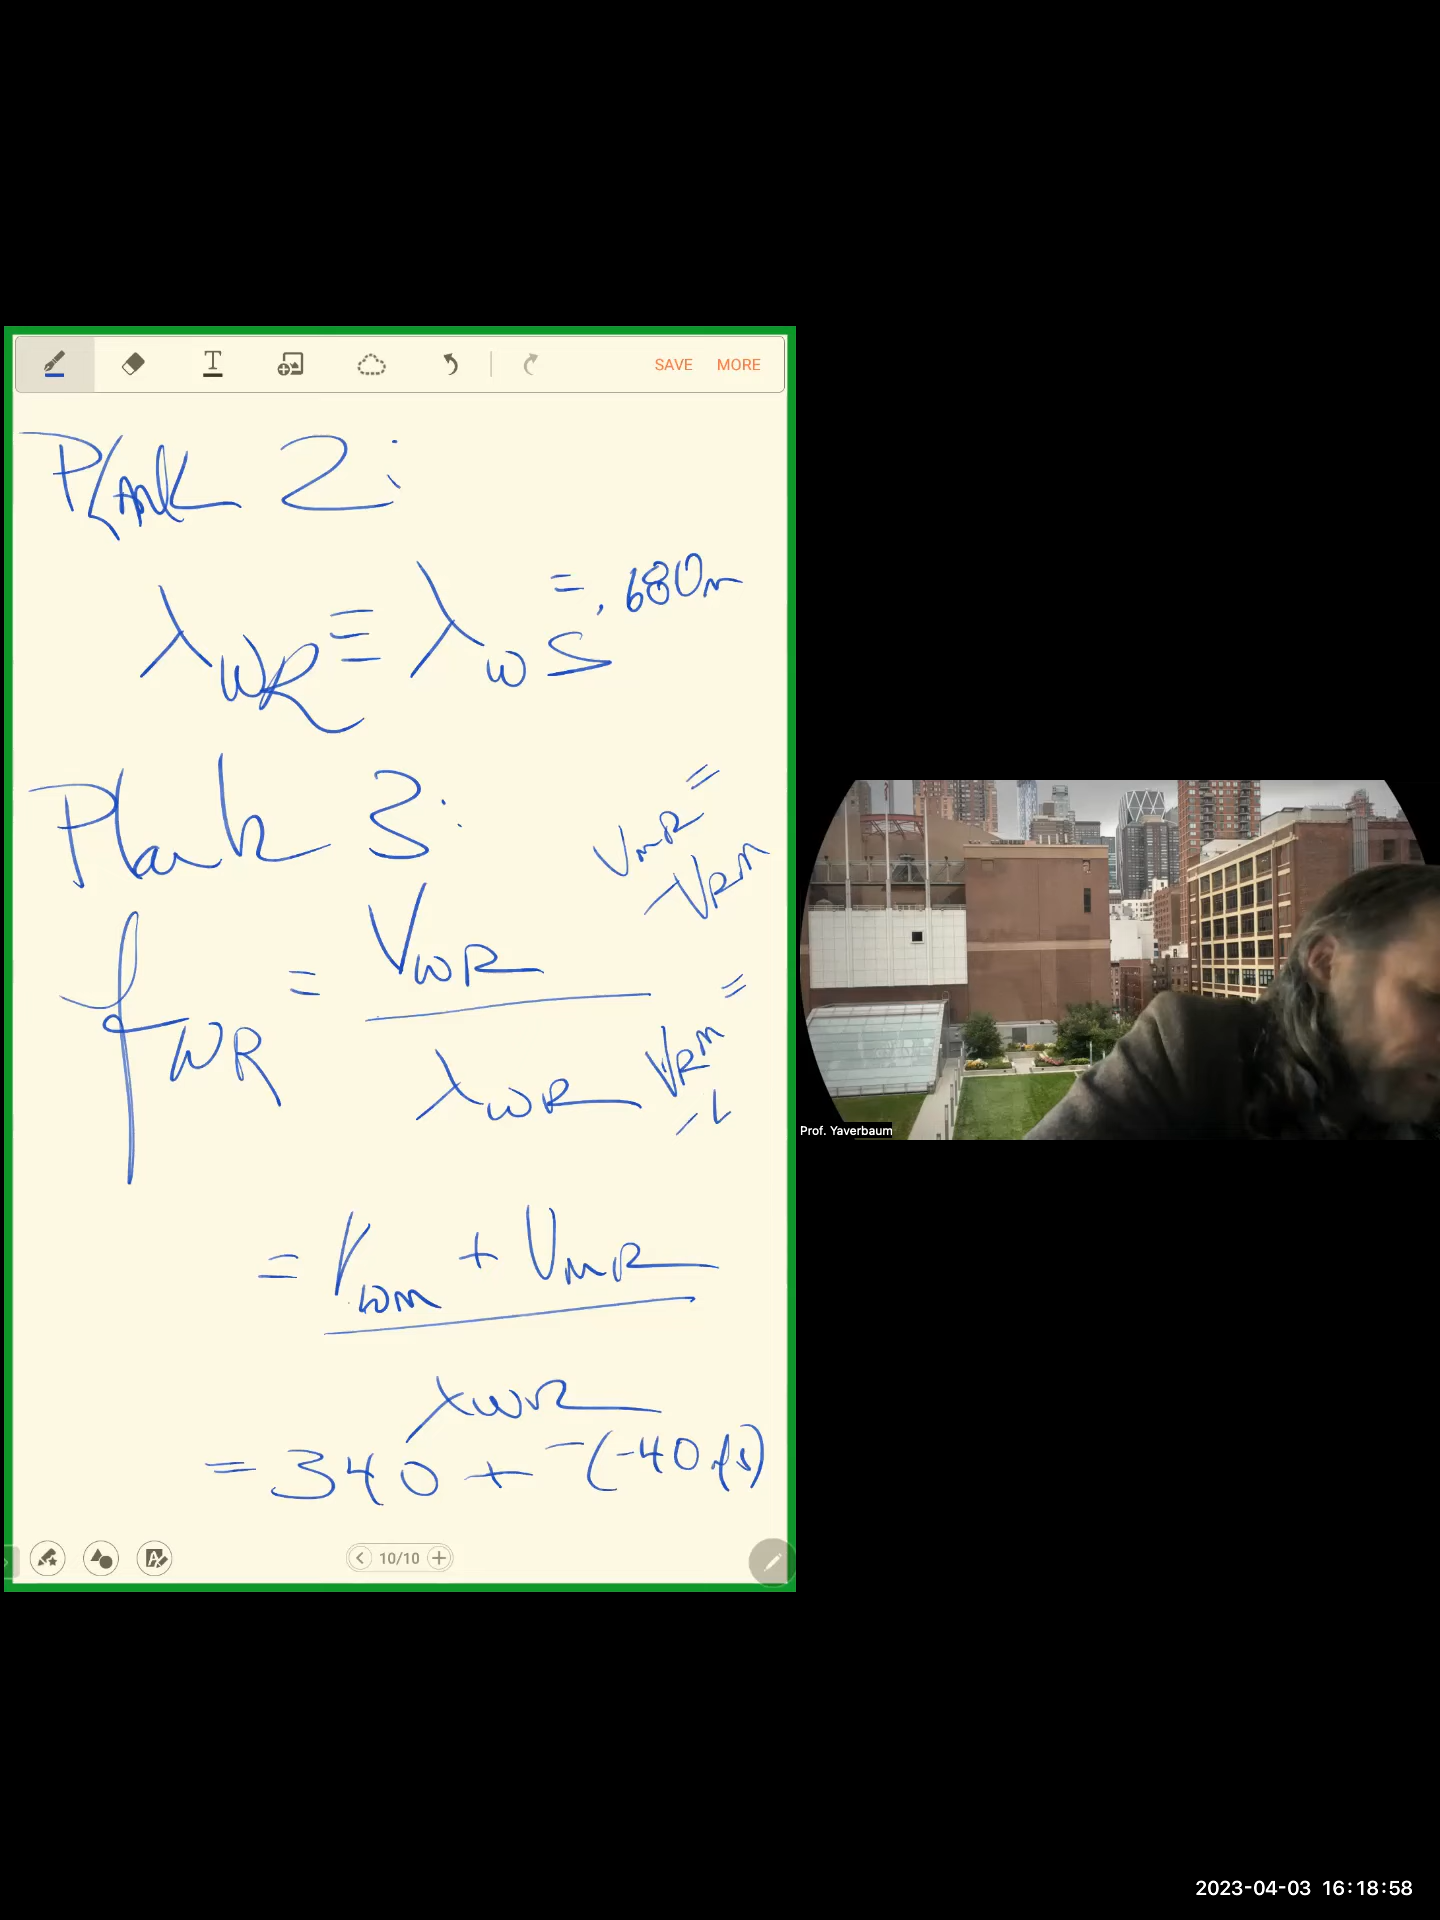 SAVE MORE
Plank 2:
λWR ≡ λWS = .680m
Plank 3:
VMR = -VRM
fWR = VWR / λWR
VRM =
-L
= VWM + VMR
λWR
= 340 + -(-40 m/s)
10/10
Prof. Yaverbaum
2023-04-03 16:18:58